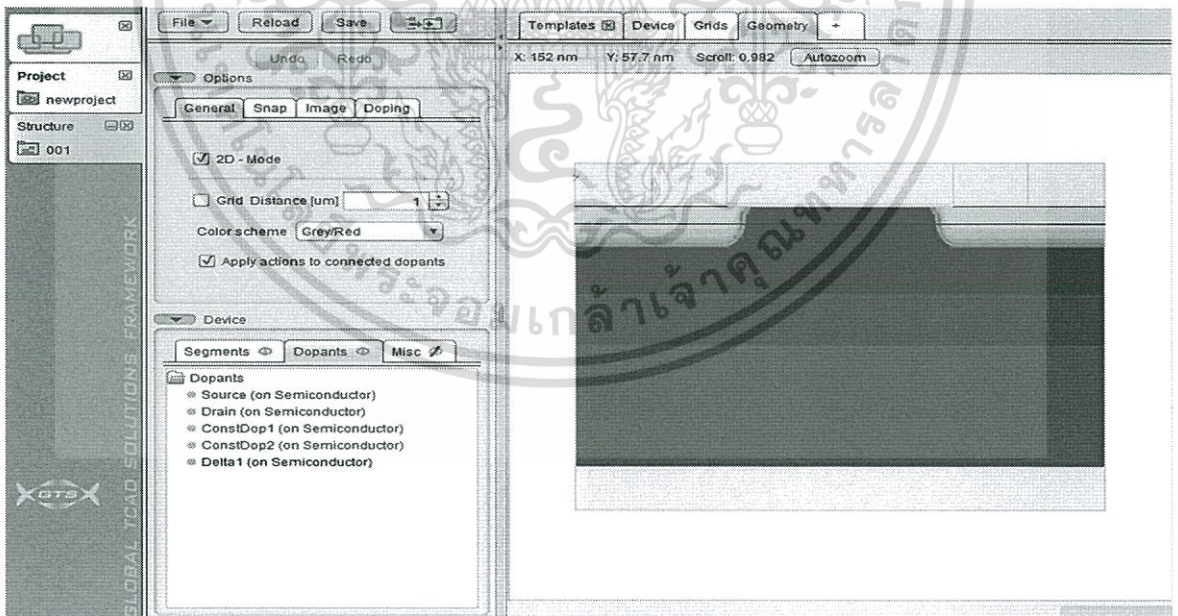 File Reload Save
Undo Redo
Project
newproject
Structure
001
Options
General Snap Image Doping
2D - Mode
Grid Distance [um] 1
Color scheme Grey/Red
Apply actions to connected dopants
Device
Segments Dopants Misc
Dopants
Source (on Semiconductor)
Drain (on Semiconductor)
ConstDop1 (on Semiconductor)
ConstDop2 (on Semiconductor)
Delta1 (on Semiconductor)
GTS
GLOBAL TCAD SOLUTIONS FRAMEWORK
Templates Device Grids Geometry +
X: 152 nm Y: 57.7 nm Scroll: 0.982 Autozoom